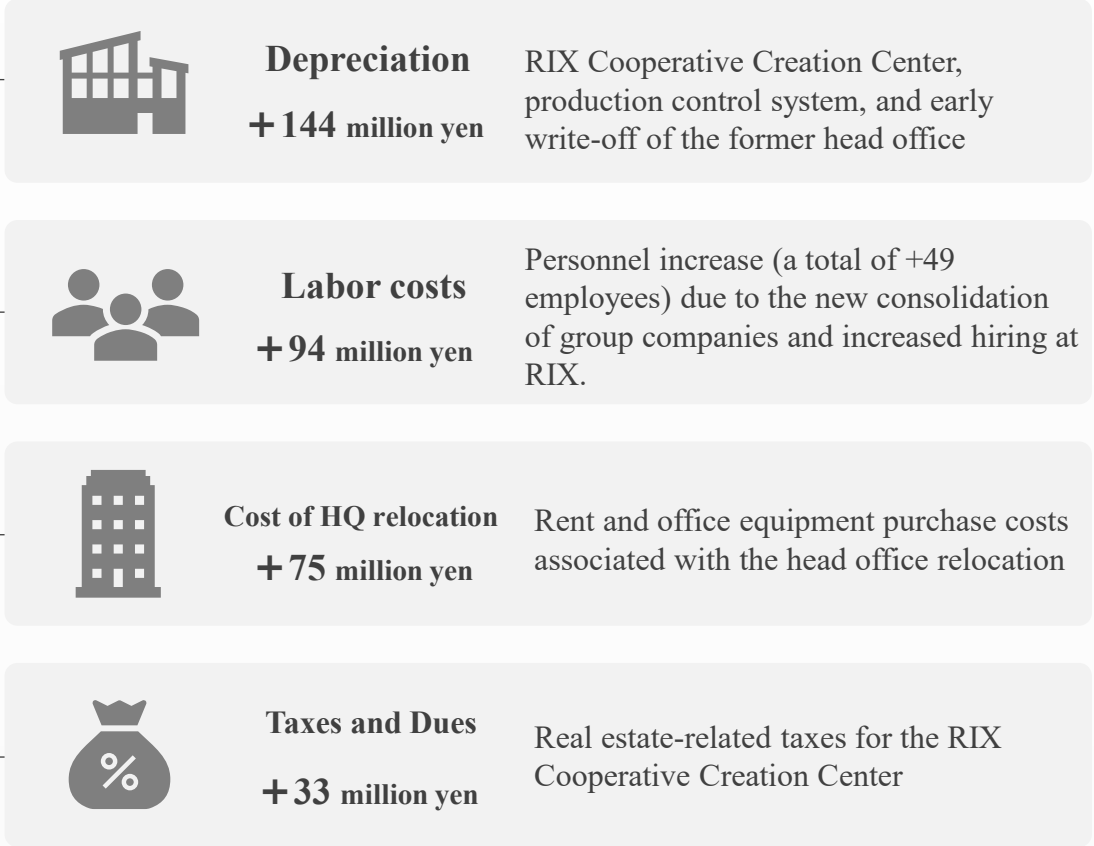 Depreciation
+144 million yen
RIX Cooperative Creation Center,
production control system, and early
write-off of the former head office
Labor costs
+94 million yen
Personnel increase (a total of +49
employees) due to the new consolidation
of group companies and increased hiring at
RIX.
Cost of HQ relocation
+75 million yen
Rent and office equipment purchase costs
associated with the head office relocation
%
Taxes and Dues
+33 million yen
Real estate-related taxes for the RIX
Cooperative Creation Center